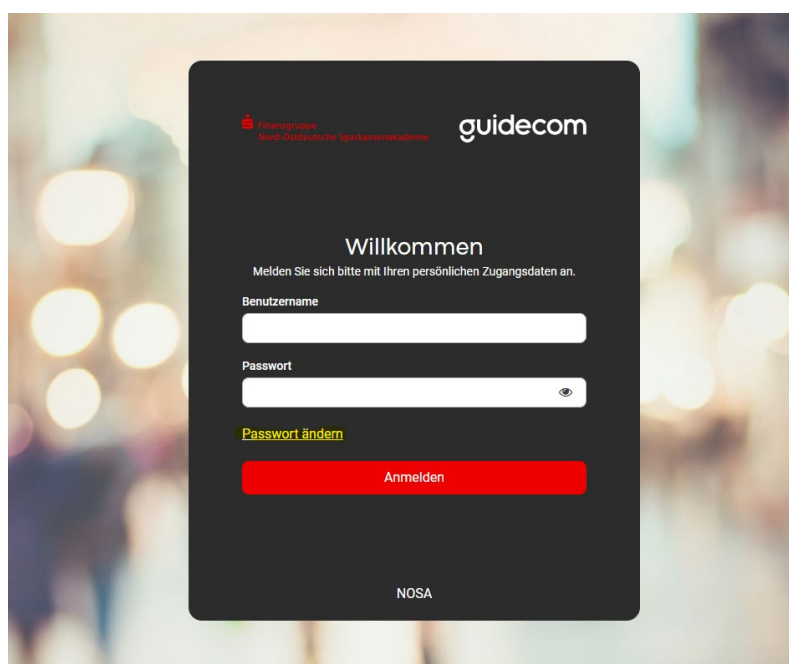 Finanzgruppe
Nord-Ostdeutsche Sparkassenakademie
guidecom
Willkommen
Melden Sie sich bitte mit Ihren persönlichen Zugangsdaten an.
Benutzername
Passwort
Passwort ändern
Anmelden
NOSA